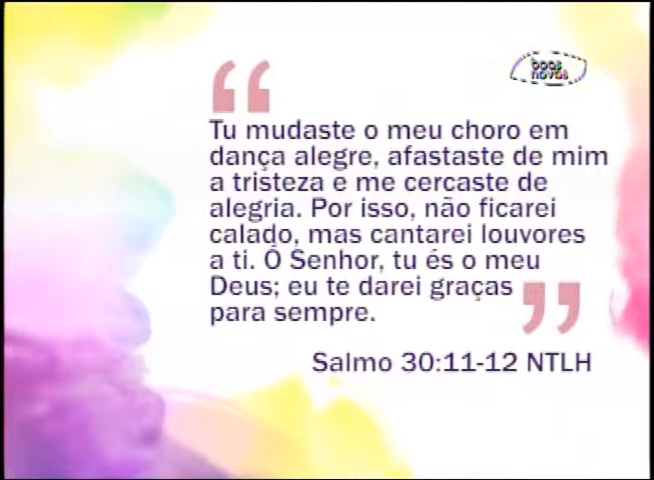 boas
novas
“
Tu mudaste o meu choro em
dança alegre, afastaste de mim
a tristeza e me cercaste de
alegria. Por isso, não ficarei
calado, mas cantarei louvores
a ti. Ó Senhor, tu és o meu
Deus; eu te darei graças
para sempre. ”
Salmo 30:11-12 NTLH